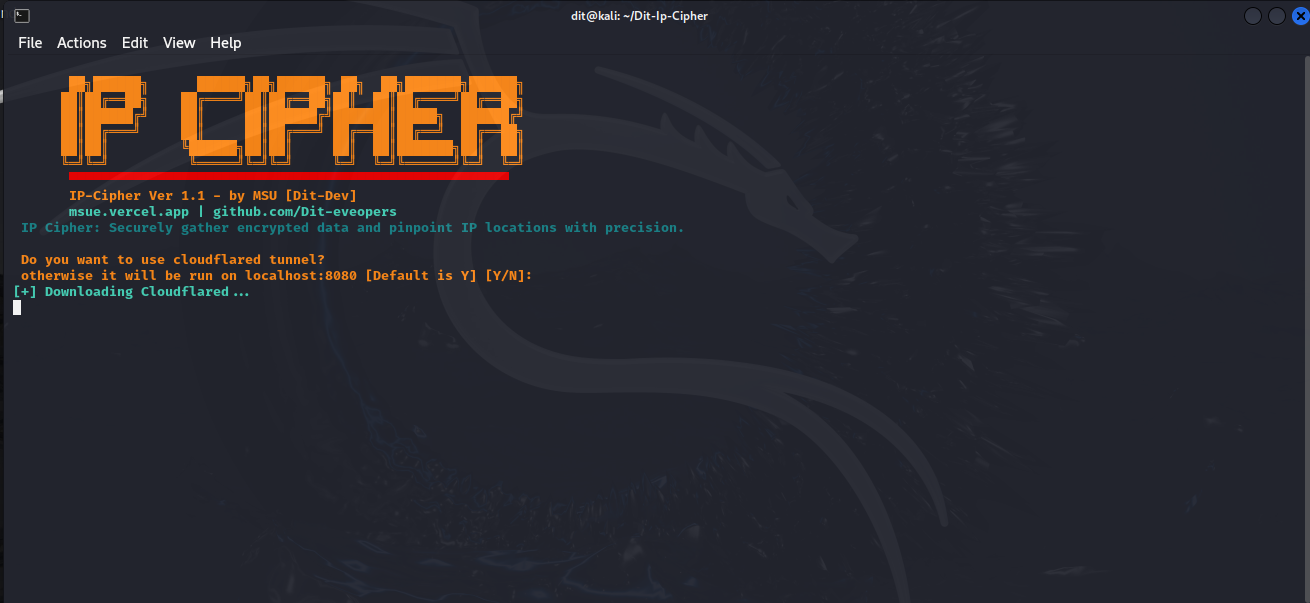 dit@kali: ~/Dit-Ip-Cipher
File Actions Edit View Help
IP CIPHER
IP-Cipher Ver 1.1 - by MSU [Dit-Dev]
msue.vercel.app | github.com/Dit-eveopers
IP Cipher: Securely gather encrypted data and pinpoint IP locations with precision.
Do you want to use cloudflared tunnel?
otherwise it will be run on localhost:8080 [Default is Y] [Y/N]:
[+] Downloading Cloudflared...